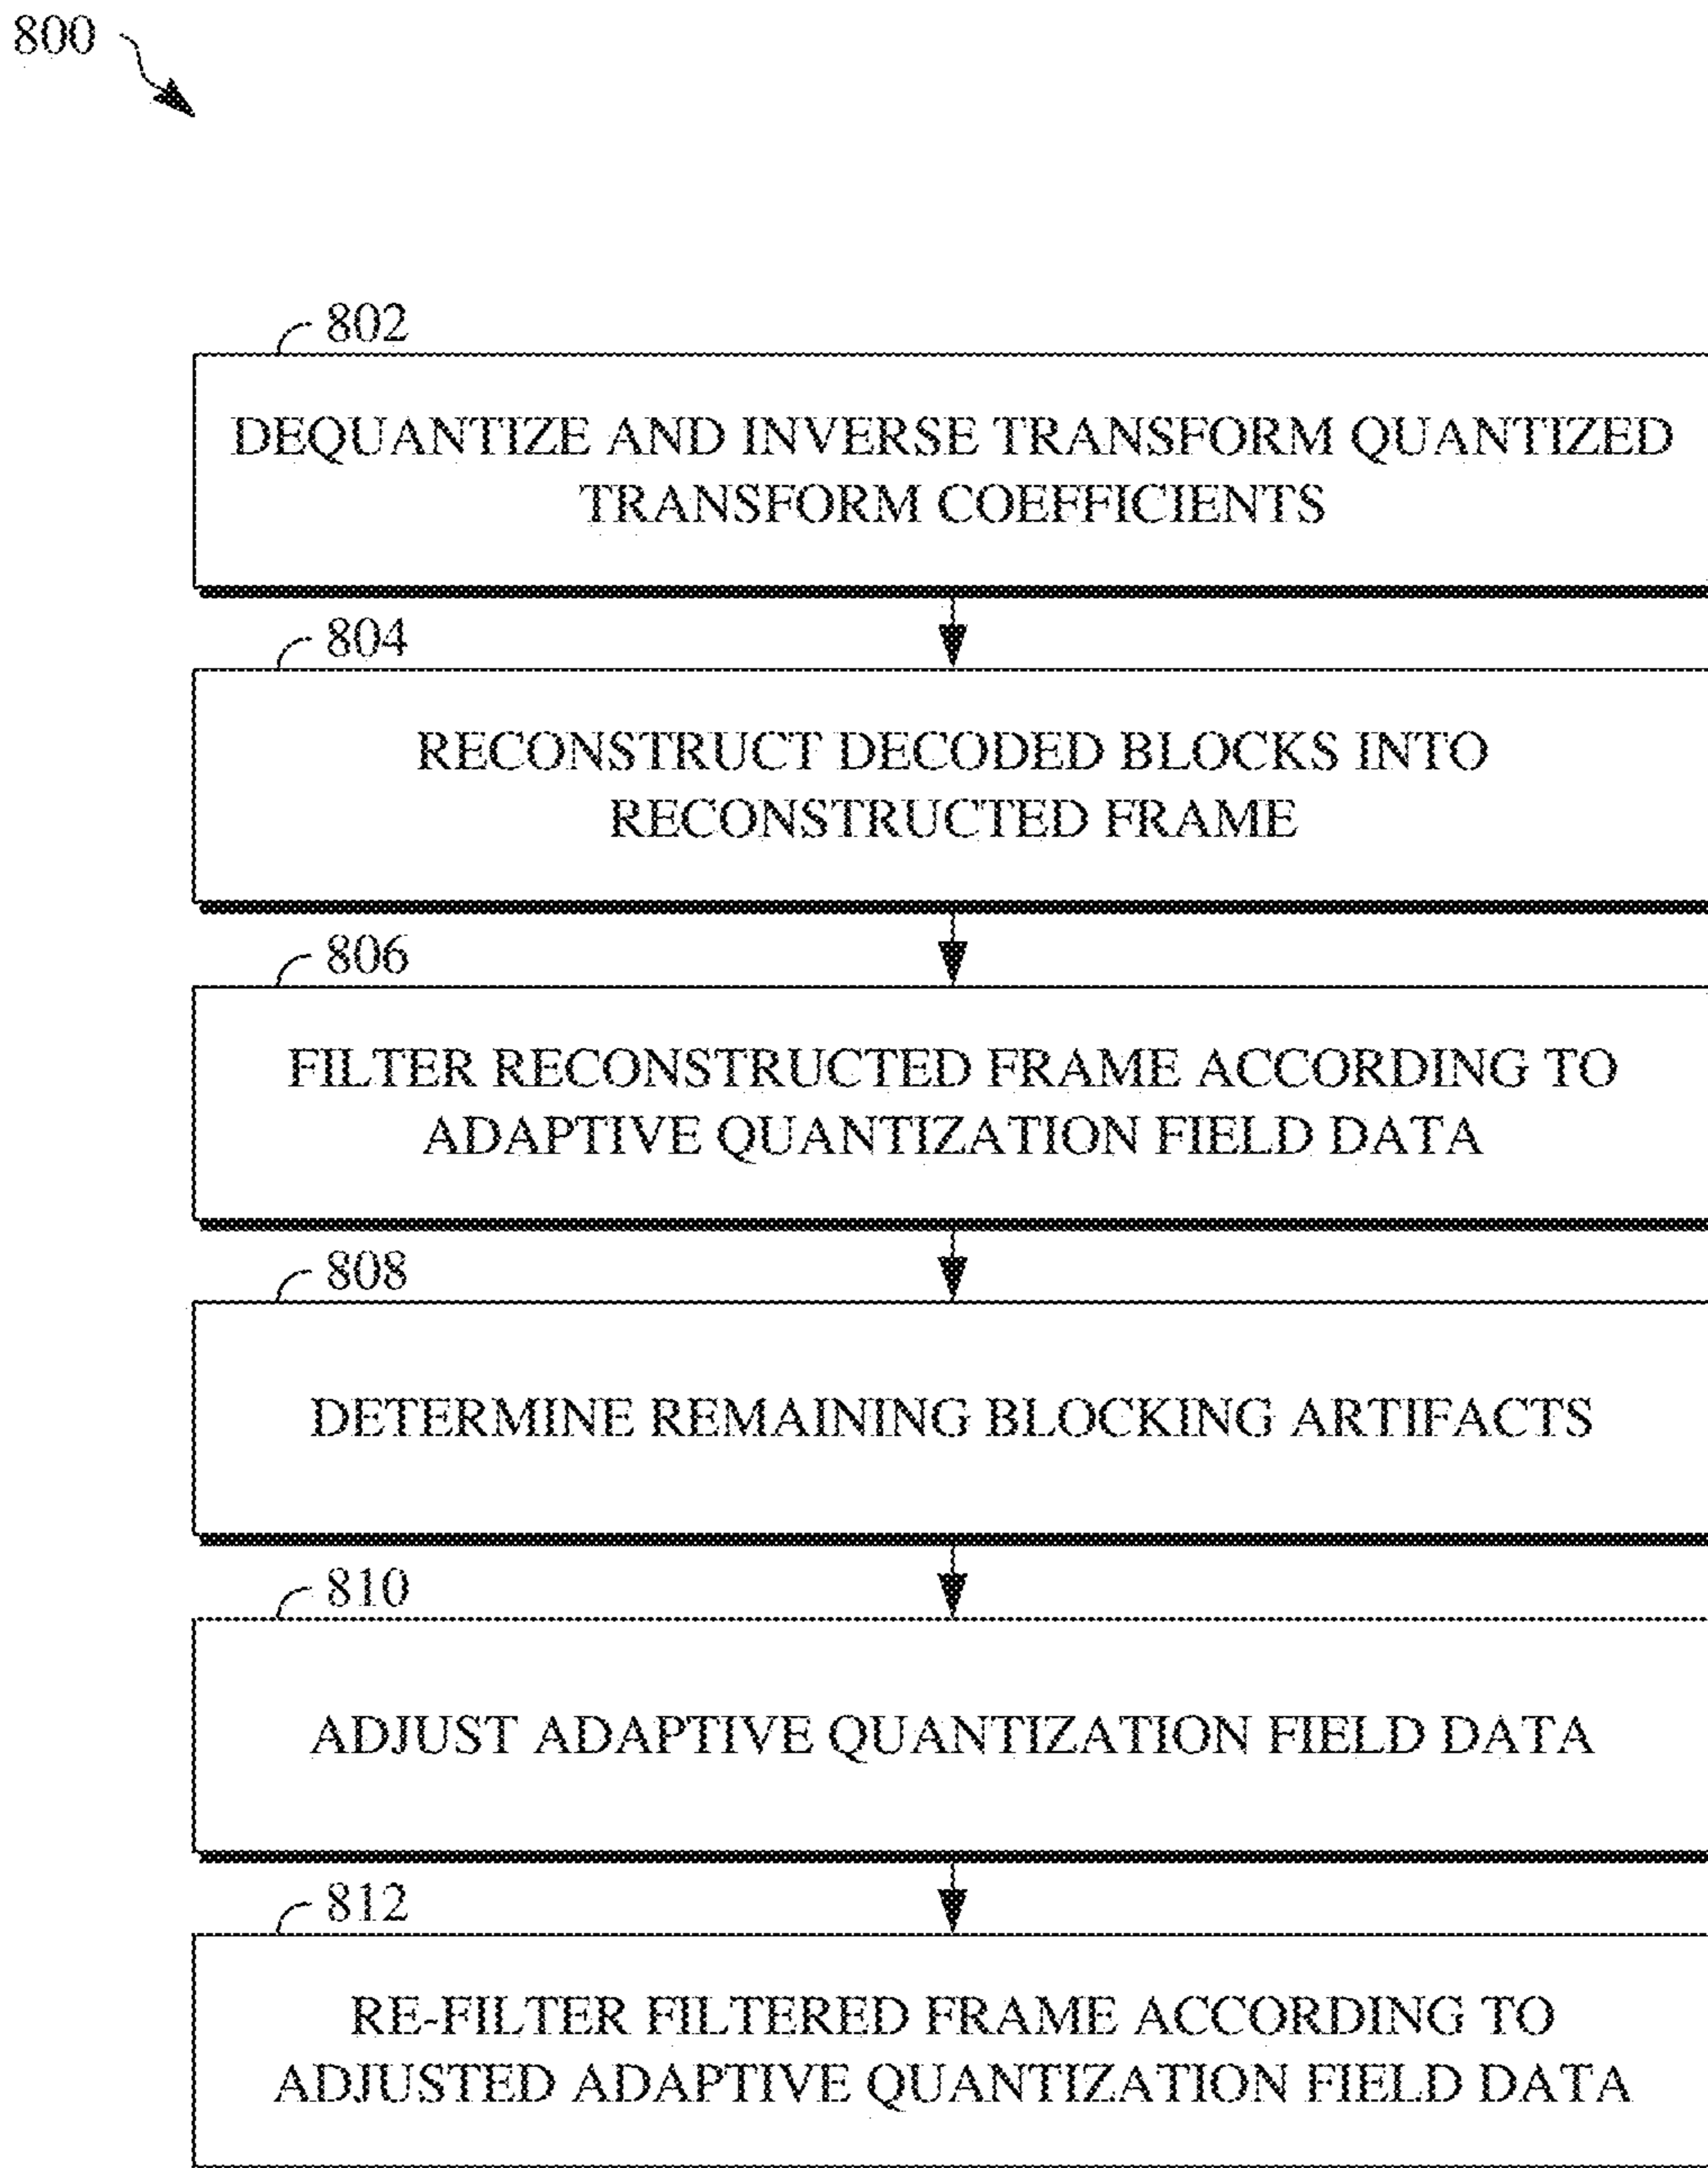 800
802
DEQUANTIZE AND INVERSE TRANSFORM QUANTIZED
TRANSFORM COEFFICIENTS
804
RECONSTRUCT DECODED BLOCKS INTO
RECONSTRUCTED FRAME
806
FILTER RECONSTRUCTED FRAME ACCORDING TO
ADAPTIVE QUANTIZATION FIELD DATA
808
DETERMINE REMAINING BLOCKING ARTIFACTS
810
ADJUST ADAPTIVE QUANTIZATION FIELD DATA
812
RE-FILTER FILTERED FRAME ACCORDING TO
ADJUSTED ADAPTIVE QUANTIZATION FIELD DATA